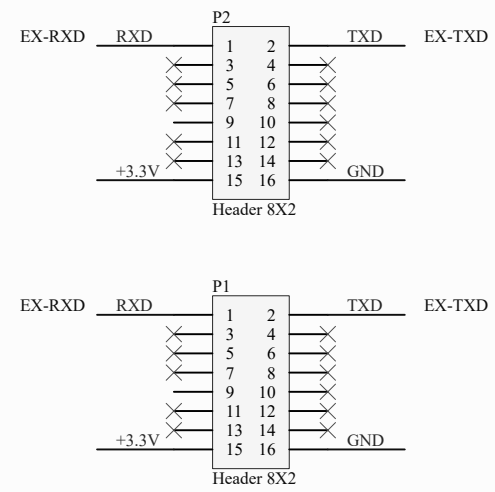 P2
EX-RXD RXD 1 2 TXD EX-TXD
3 4
5 6
7 8
9 10
11 12
13 14
+3.3V 15 16 GND
Header 8X2
P1
EX-RXD RXD 1 2 TXD EX-TXD
3 4
5 6
7 8
9 10
11 12
13 14
+3.3V 15 16 GND
Header 8X2